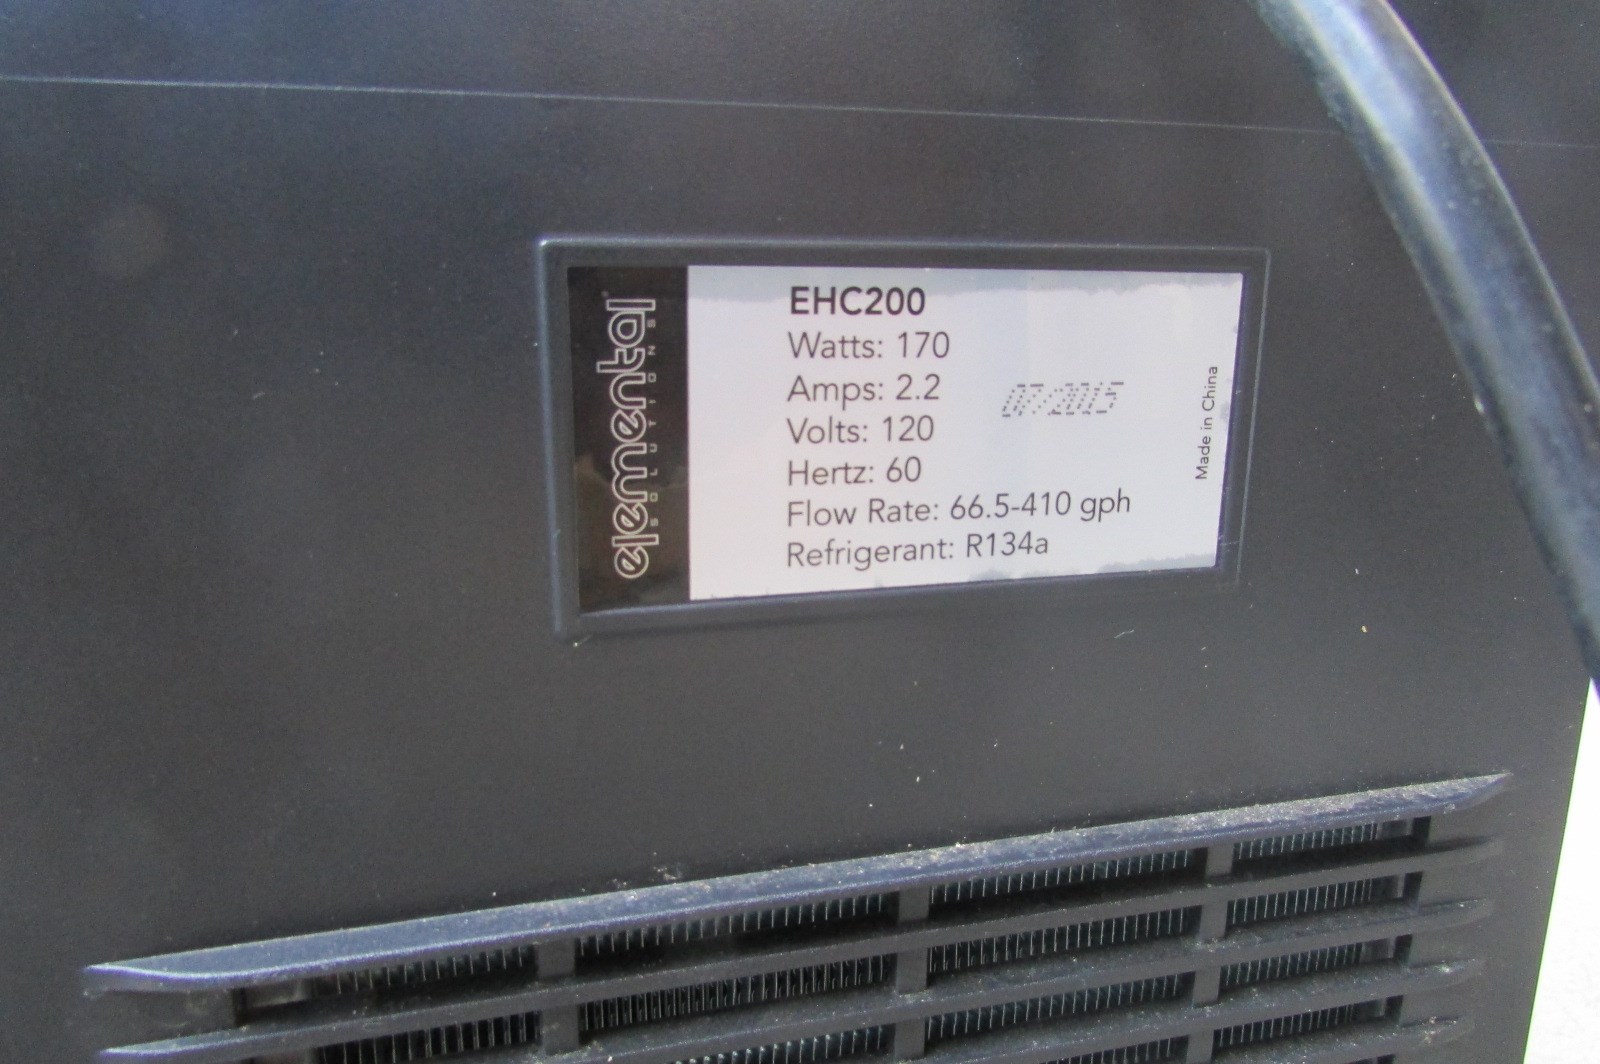 elemental
SOLUTIONS
EHC200
Watts: 170
Amps: 2.2
07/2015
Volts: 120
Hertz: 60
Flow Rate: 66.5-410 gph
Refrigerant: R134a
Made in China